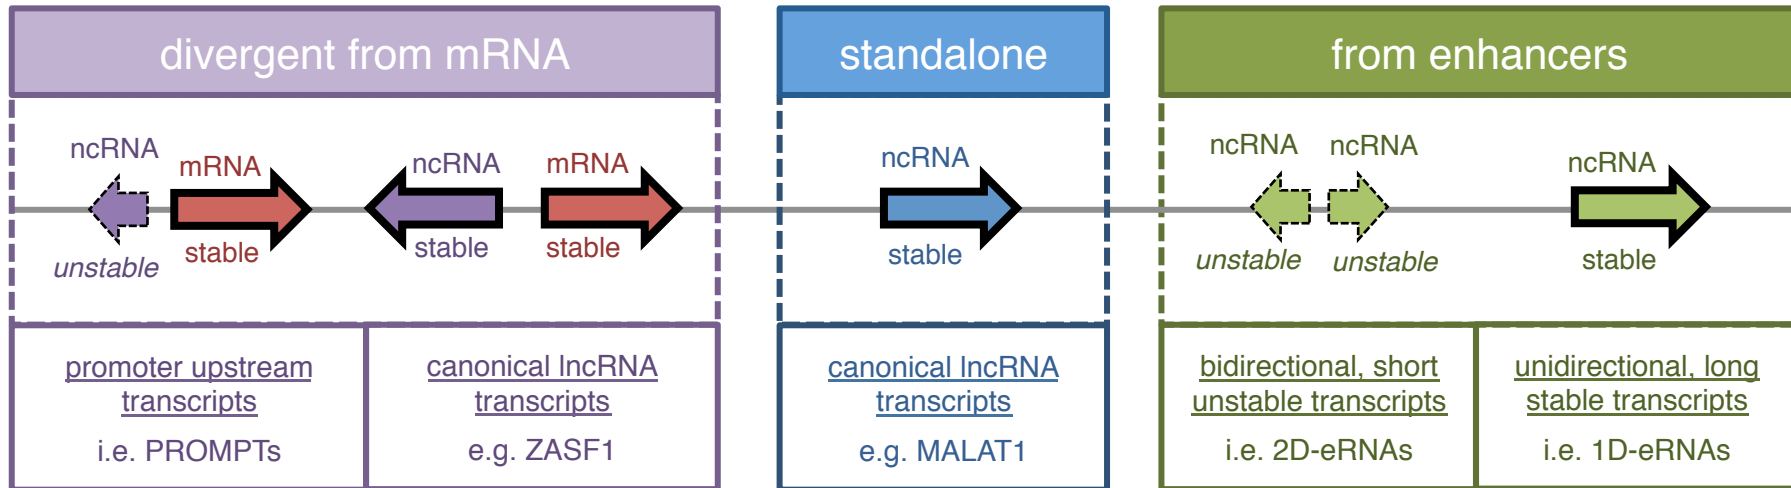 divergent from mRNA
standalone
from enhancers
ncRNA
mRNA
unstable
stable
ncRNA
mRNA
stable
stable
ncRNA
stable
ncRNA
ncRNA
unstable
unstable
ncRNA
stable
promoter upstream
transcripts
i.e. PROMPTs
canonical lncRNA
transcripts
e.g. ZASF1
canonical lncRNA
transcripts
e.g. MALAT1
bidirectional, short
unstable transcripts
i.e. 2D-eRNAs
unidirectional, long
stable transcripts
i.e. 1D-eRNAs